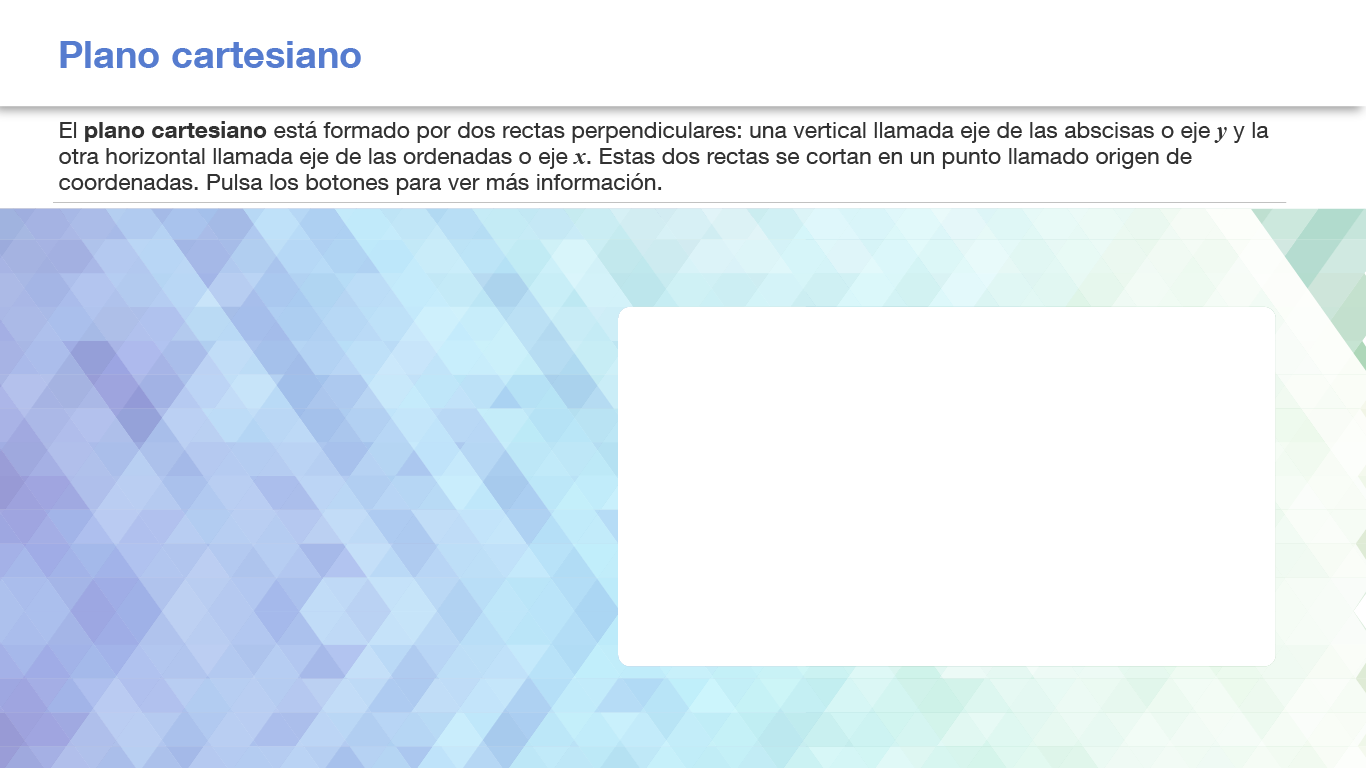 Plano cartesiano
El plano cartesiano está formado por dos rectas perpendiculares: una vertical llamada eje de las abscisas o eje y y la
otra horizontal llamada eje de las ordenadas o eje x. Estas dos rectas se cortan en un punto llamado origen de
coordenadas. Pulsa los botones para ver más información.